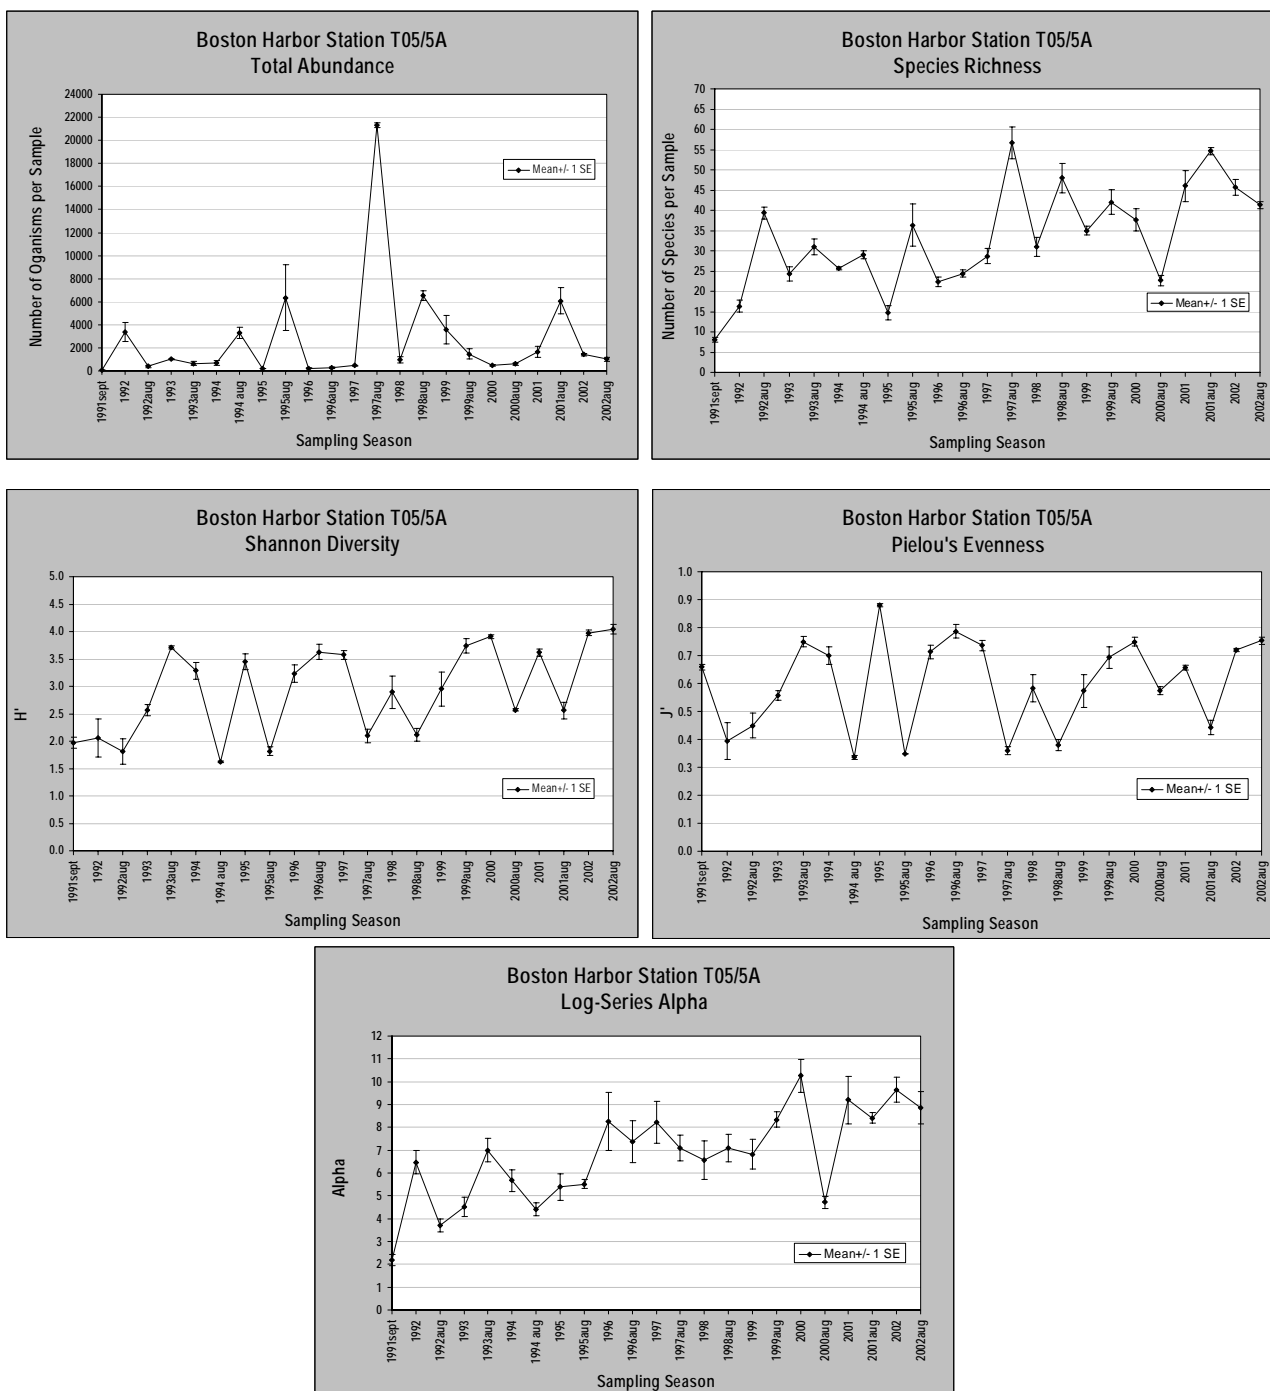 Boston Harbor Station T05/5A
Total Abundance
24000
22000
20000
18000
16000
14000
12000
10000
8000
6000
4000
2000
0
Number of Oganisms per Sample
Mean+/- 1 SE
1991sept
1992
1992aug
1993
1993aug
1994
1994 aug
1995
1995aug
1996
1996aug
1997
1997aug
1998
1998aug
1999
1999aug
2000
2000aug
2001
2001aug
2002
2002aug
Sampling Season
Boston Harbor Station T05/5A
Species Richness
70
65
60
55
50
45
40
35
30
25
20
15
10
5
0
Number of Species per Sample
Mean+/- 1 SE
1991sept
1992
1992aug
1993
1993aug
1994
1994 aug
1995
1995aug
1996
1996aug
1997
1997aug
1998
1998aug
1999
1999aug
2000
2000aug
2001
2001aug
2002
2002aug
Sampling Season
Boston Harbor Station T05/5A
Shannon Diversity
5.0
4.5
4.0
3.5
3.0
2.5
2.0
1.5
1.0
0.5
0.0
H'
Mean+/- 1 SE
1991sept
1992
1992aug
1993
1993aug
1994
1994 aug
1995
1995aug
1996
1996aug
1997
1997aug
1998
1998aug
1999
1999aug
2000
2000aug
2001
2001aug
2002
2002aug
Sampling Season
Boston Harbor Station T05/5A
Pielou's Evenness
1.0
0.9
0.8
0.7
0.6
0.5
0.4
0.3
0.2
0.1
0.0
J'
Mean+/- 1 SE
1991sept
1992
1992aug
1993
1993aug
1994
1994 aug
1995
1995aug
1996
1996aug
1997
1997aug
1998
1998aug
1999
1999aug
2000
2000aug
2001
2001aug
2002
2002aug
Sampling Season
Boston Harbor Station T05/5A
Log-Series Alpha
12
11
10
9
8
7
6
5
4
3
2
1
0
Alpha
Mean+/- 1 SE
1991sept
1992
1992aug
1993
1993aug
1994
1994 aug
1995
1995aug
1996
1996aug
1997
1997aug
1998
1998aug
1999
1999aug
2000
2000aug
2001
2001aug
2002
2002aug
Sampling Season